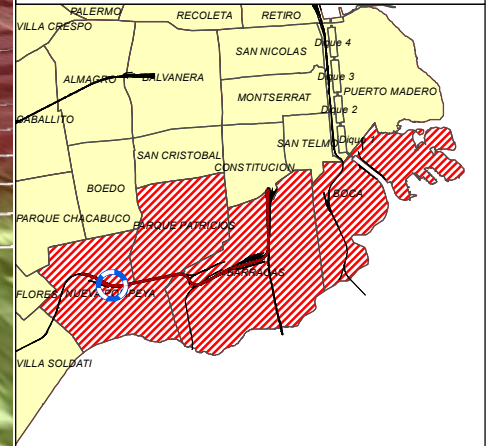 PALERMO
RECOLETA
RETIRO
VILLA CRESPO
SAN NICOLAS
Dique 4
ALMAGRO
BALVANERA
Dique 3
PUERTO MADERO
MONTSERRAT
Dique 2
CABALLITO
SAN TELMO
Dique 1
SAN CRISTOBAL
CONSTITUCION
BOEDO
BOCA
PARQUE CHACABUCO
PARQUE PATRICIOS
BARRACAS
FLORES
NUEVA POMPEYA
VILLA SOLDATI